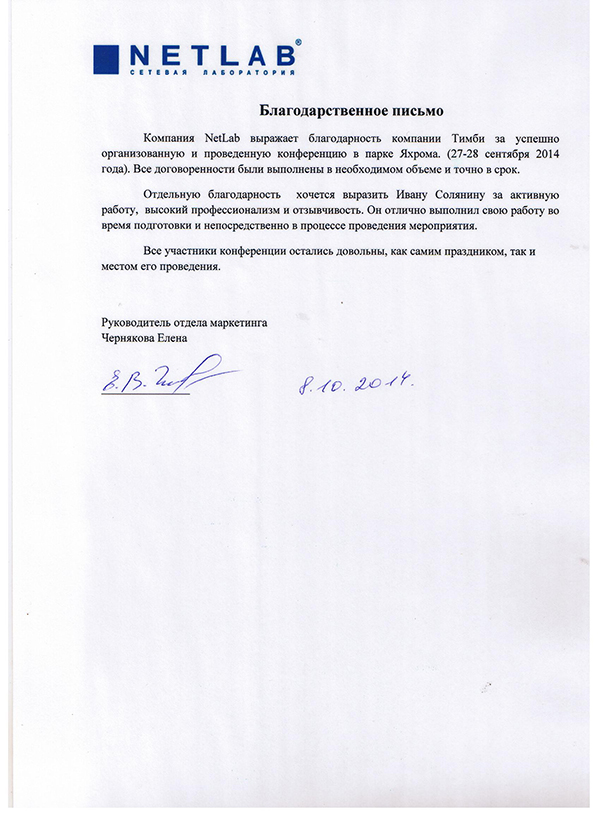 NETLAB®
СЕТЕВАЯ ЛАБОРАТОРИЯ
Благодарственное письмо
Компания NetLab выражает благодарность компании Тимби за успешно
организованную и проведенную конференцию в парке Яхрома. (27-28 сентября 2014
года). Все договоренности были выполнены в необходимом объеме и точно в срок.
Отдельную благодарность хочется выразить Ивану Солянину за активную
работу, высокий профессионализм и отзывчивость. Он отлично выполнил свою работу во
время подготовки и непосредственно в процессе проведения мероприятия.
Все участники конференции остались довольны, как самим праздником, так и
местом его проведения.
Руководитель отдела маркетинга
Чернякова Елена
Е.В. 8.10.2014.